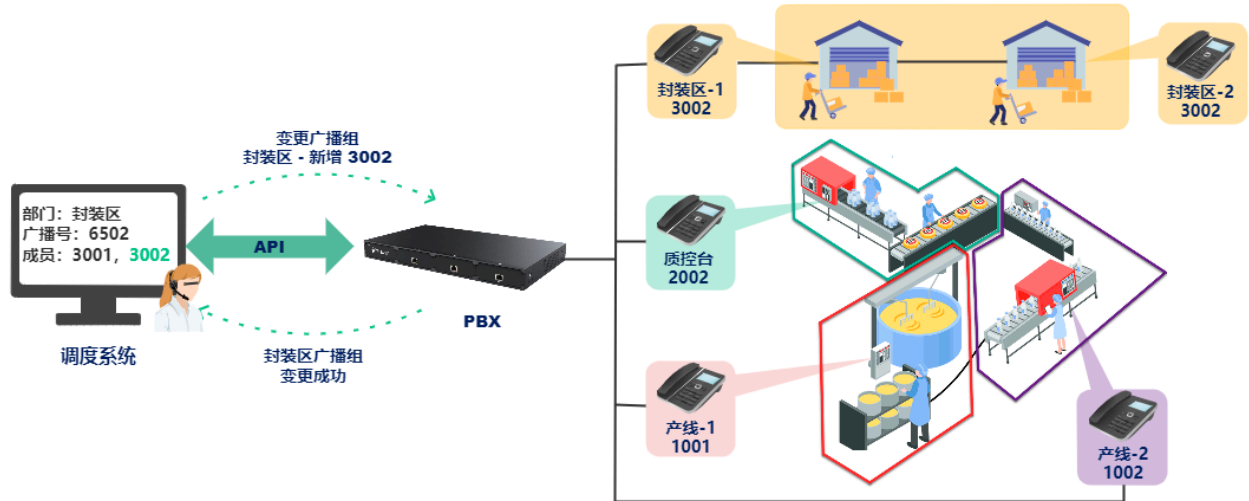 变更广播组
封装区 - 新增 3002
部门：封装区
广播号：6502
成员：3001，3002
API
调度系统
封装区广播组
变更成功
PBX
封装区-1
3002
封装区-2
3002
质控台
2002
产线-1
1001
产线-2
1002